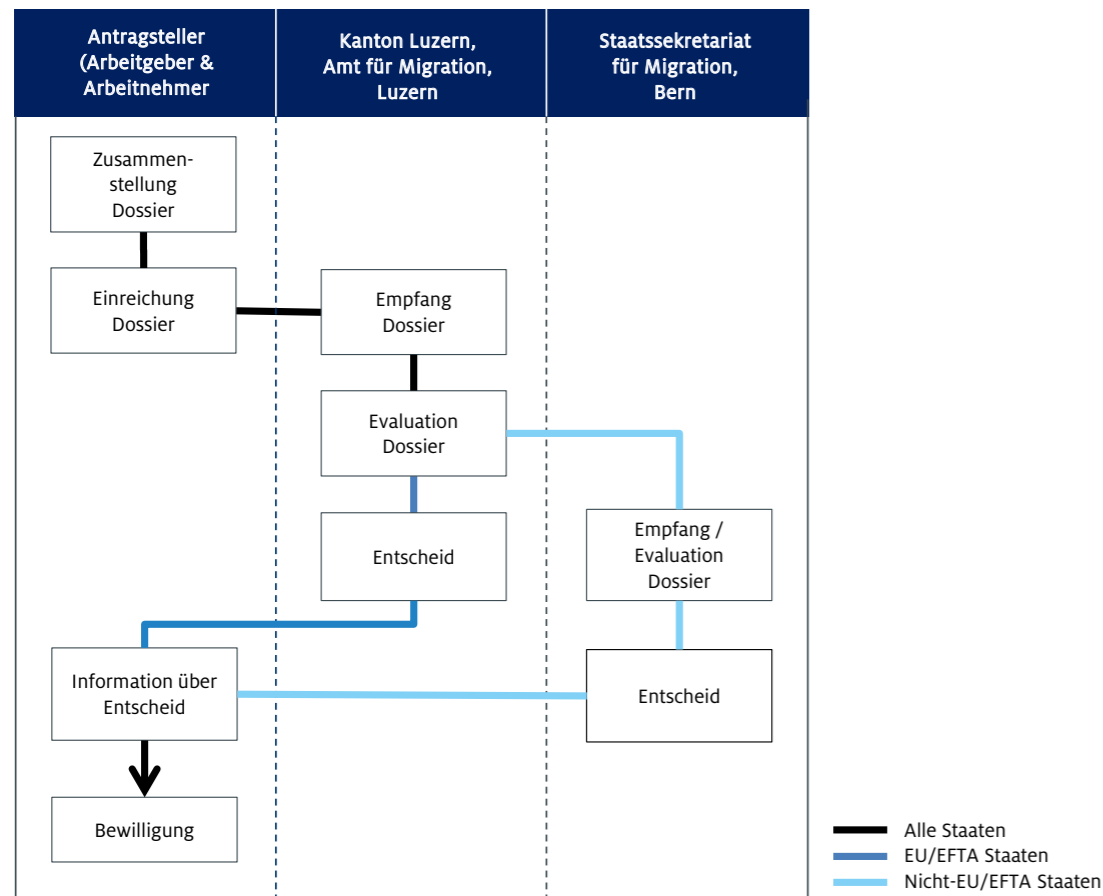 Antragsteller
(Arbeitgeber &
Arbeitnehmer
Kanton Luzern,
Amt für Migration,
Luzern
Staatssekretariat
für Migration,
Bern
Zusammen-
stellung
Dossier
Einreichung
Dossier
Empfang
Dossier
Evaluation
Dossier
Entscheid
Empfang /
Evaluation
Dossier
Information über
Entscheid
Entscheid
Bewilligung
Alle Staaten
EU/EFTA Staaten
Nicht-EU/EFTA Staaten